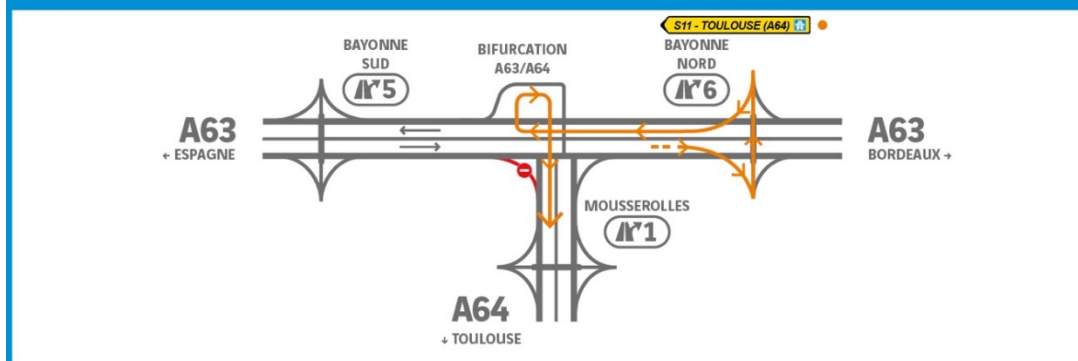 S11 - TOULOUSE (A64)
BAYONNE
SUD
5
BIFURCATION
A63/A64
BAYONNE
NORD
6
A63
← ESPAGNE
A63
BORDEAUX →
MOUSSEROLLES
1
A64
↓ TOULOUSE